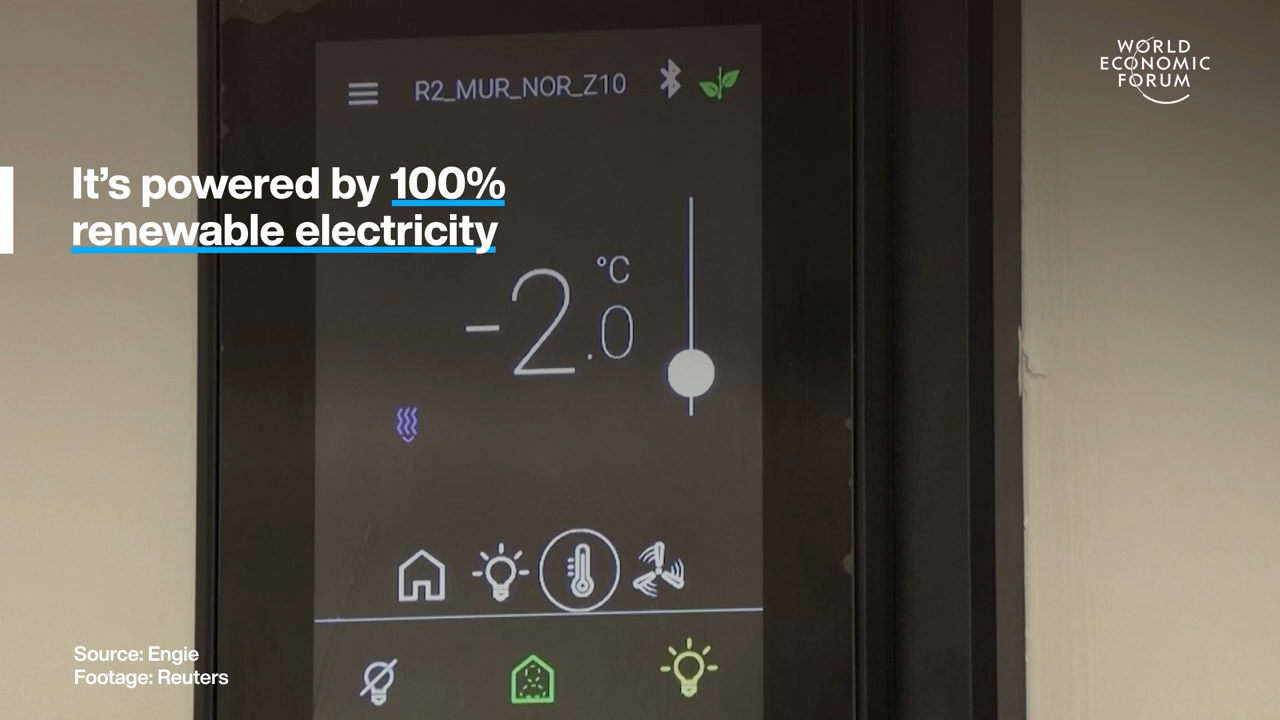 WORLD
ECONOMIC
FORUM
R2_MUR_NOR_Z10
It's powered by 100%
renewable electricity
°C
-2.0
Source: Engie
Footage: Reuters